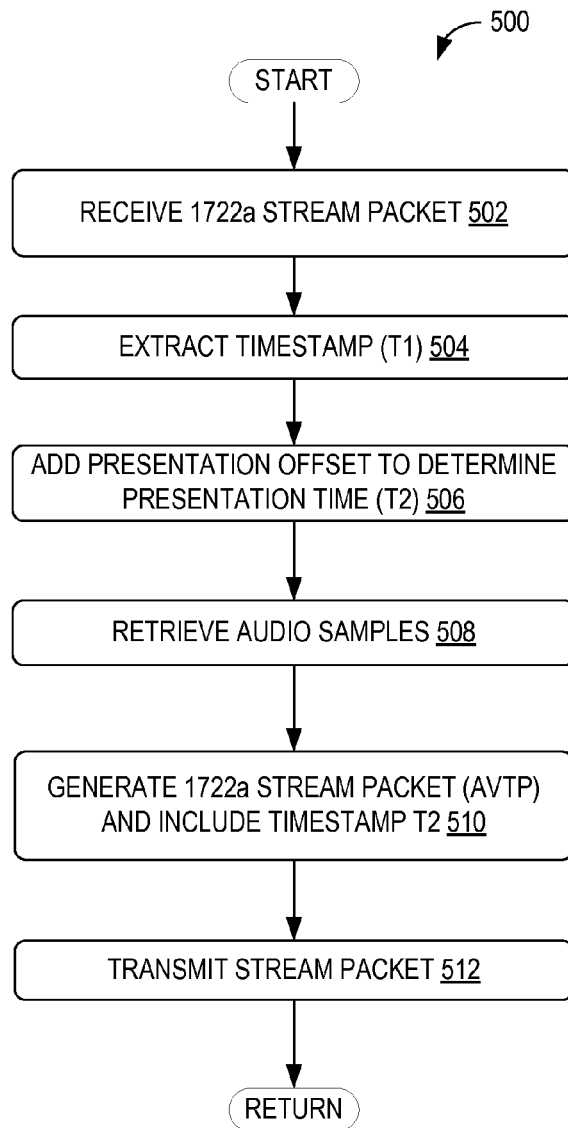 500
START
RECEIVE 1722a STREAM PACKET 502
EXTRACT TIMESTAMP (T1) 504
ADD PRESENTATION OFFSET TO DETERMINE
PRESENTATION TIME (T2) 506
RETRIEVE AUDIO SAMPLES 508
GENERATE 1722a STREAM PACKET (AVTP)
AND INCLUDE TIMESTAMP T2 510
TRANSMIT STREAM PACKET 512
RETURN